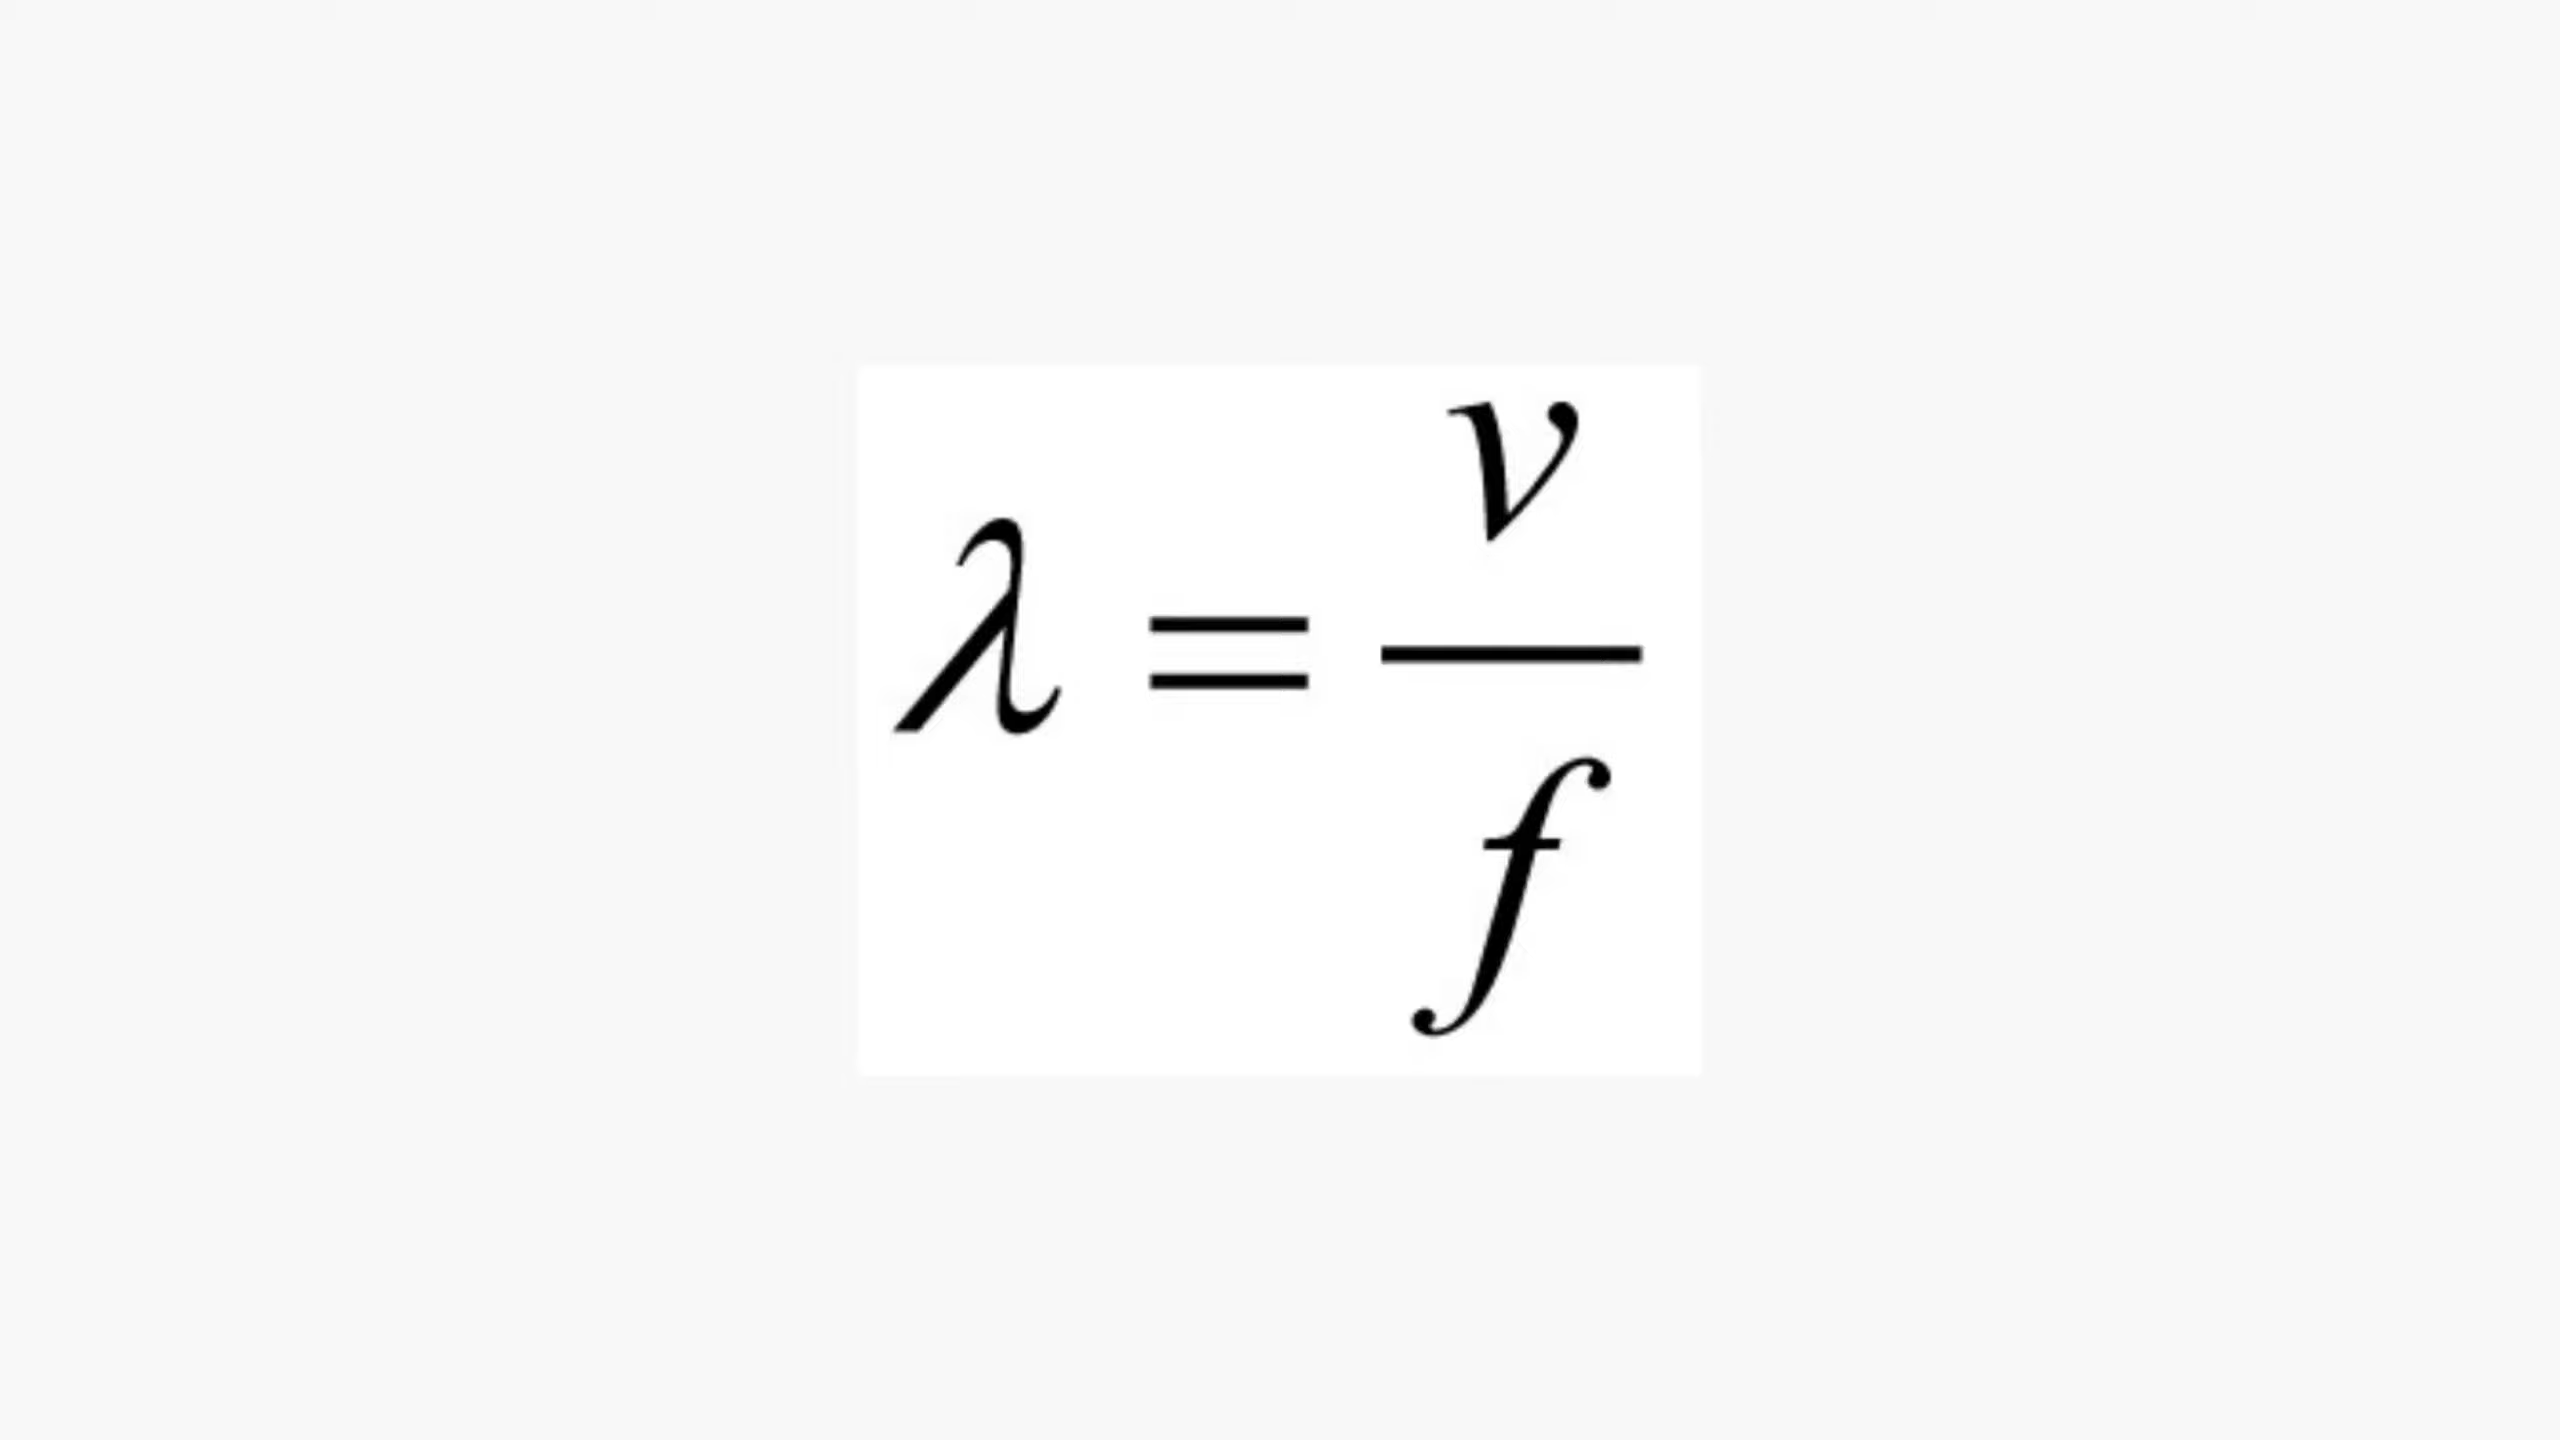 λ = v / f